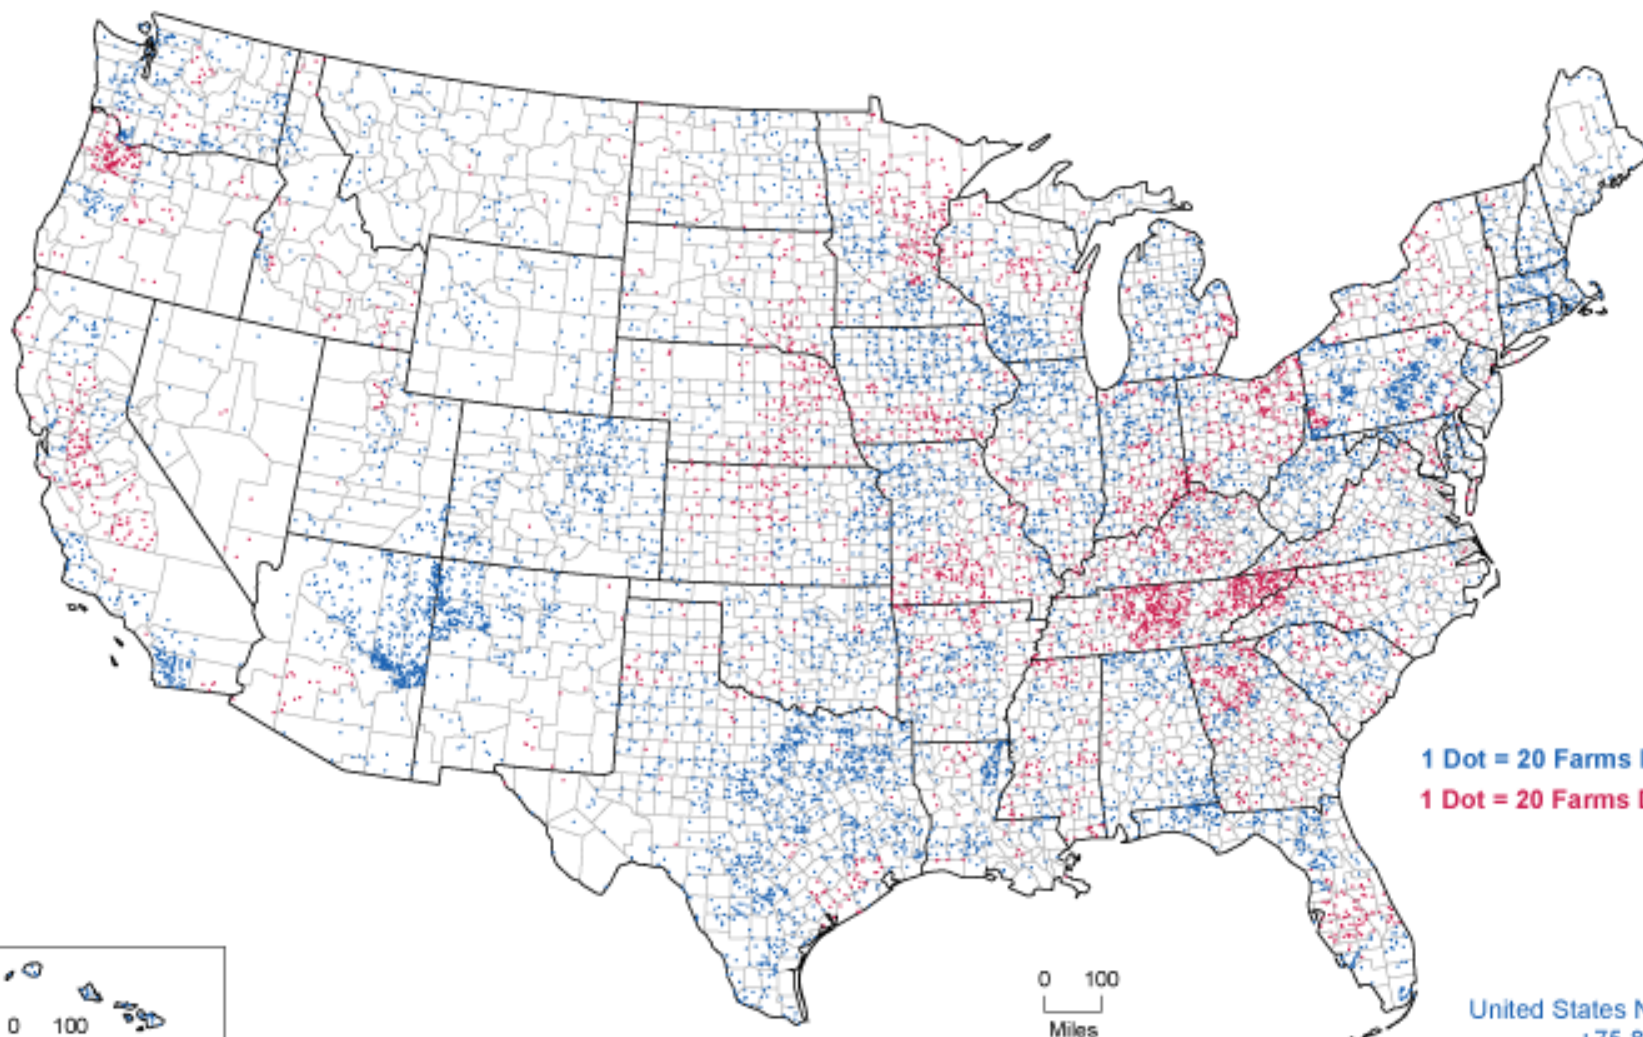 1 Dot = 20 Farms
1 Dot = 20 Farms
0 100
Miles
0 100
United States